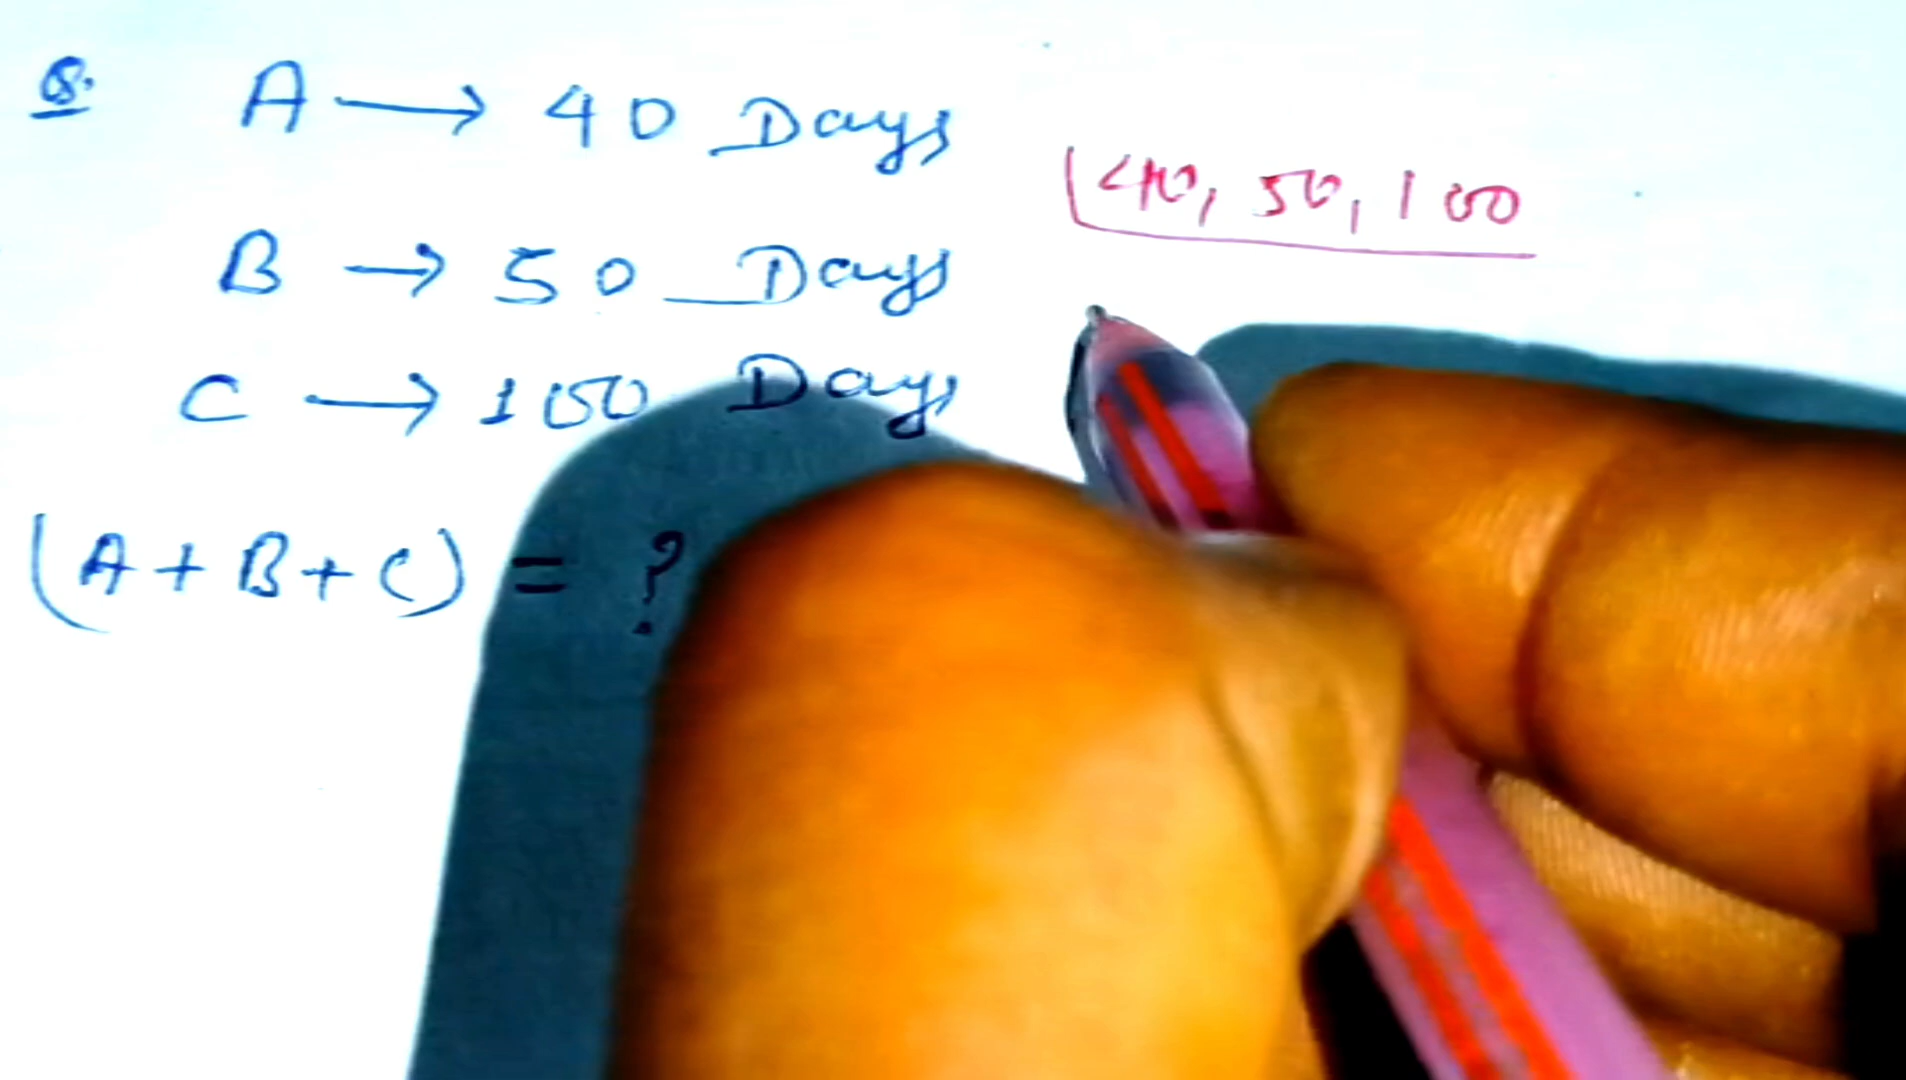 Q. A → 40 Days
B → 50 Days
C → 100 Days
(A + B + C) = ?
40, 50, 100